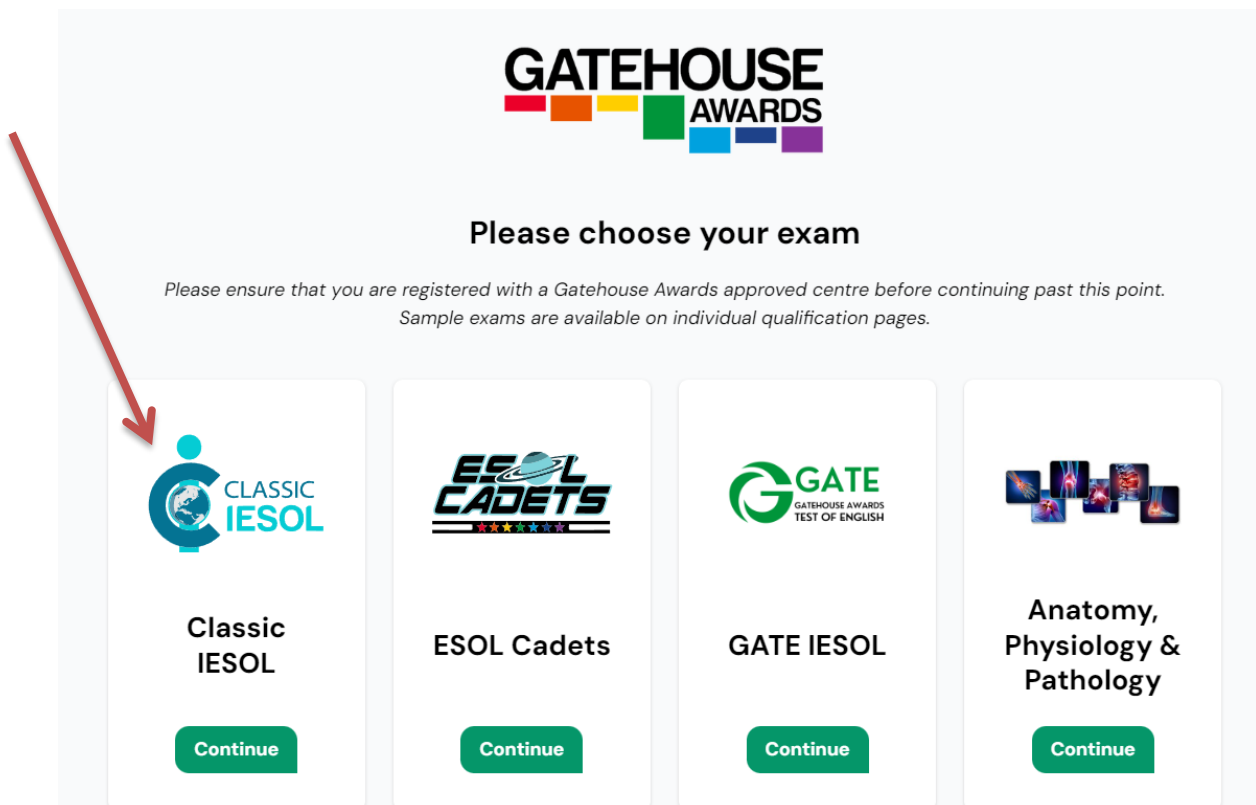 GATEHOUSE
AWARDS
Please choose your exam
Please ensure that you are registered with a Gatehouse Awards approved centre before continuing past this point.
Sample exams are available on individual qualification pages.
CLASSIC
IESOL
Classic
IESOL
Continue
ESOL
CADETS
ESOL Cadets
Continue
GATE
GATEHOUSE AWARDS
TEST OF ENGLISH
GATE IESOL
Continue
Anatomy,
Physiology &
Pathology
Continue